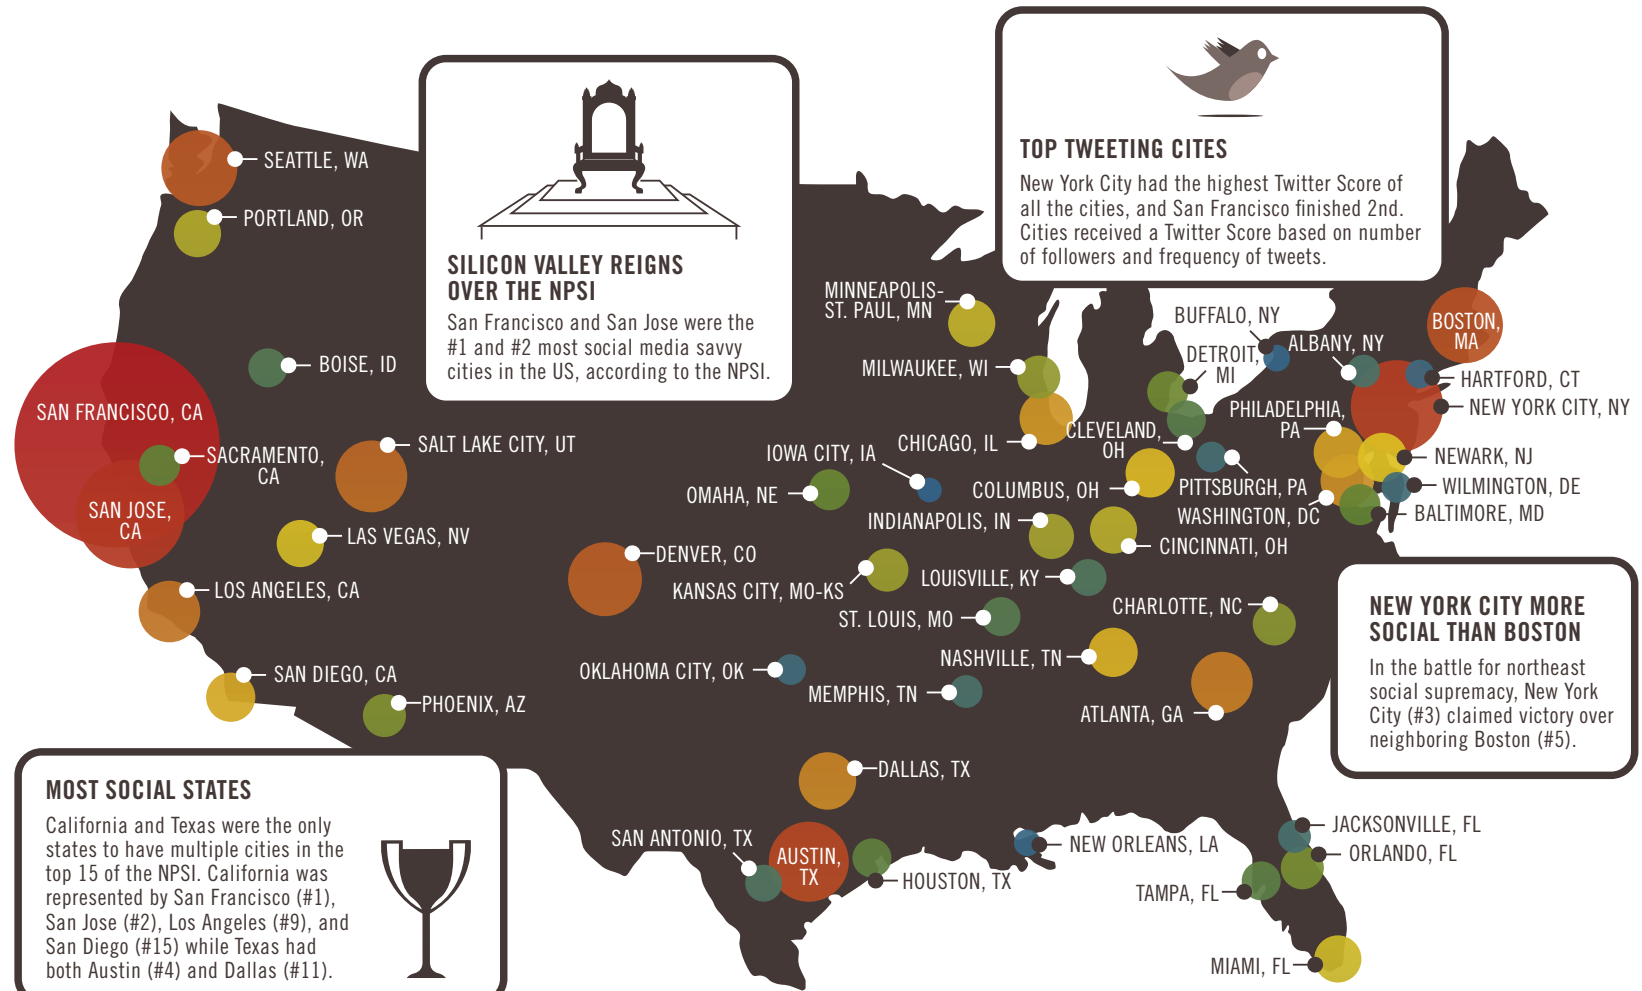 SEATTLE, WA
PORTLAND, OR
BOISE, ID
SAN FRANCISCO, CA
SACRAMENTO,
CA
SAN JOSE,
CA
SALT LAKE CITY, UT
LAS VEGAS, NV
LOS ANGELES, CA
SAN DIEGO, CA
PHOENIX, AZ
DENVER, CO
SILICON VALLEY REIGNS
OVER THE NPSI
San Francisco and San Jose were the
#1 and #2 most social media savvy
cities in the US, according to the NPSI.
TOP TWEETING CITES
New York City had the highest Twitter Score of
all the cities, and San Francisco finished 2nd.
Cities received a Twitter Score based on number
of followers and frequency of tweets.
MINNEAPOLIS-
ST. PAUL, MN
MILWAUKEE, WI
CHICAGO, IL
IOWA CITY, IA
OMAHA, NE
COLUMBUS, OH
INDIANAPOLIS, IN
KANSAS CITY, MO-KS
LOUISVILLE, KY
ST. LOUIS, MO
OKLAHOMA CITY, OK
MEMPHIS, TN
NASHVILLE, TN
CHARLOTTE, NC
ATLANTA, GA
CINCINNATI, OH
BUFFALO, NY
DETROIT,
MI
ALBANY, NY
BOSTON,
MA
HARTFORD, CT
NEW YORK CITY, NY
PHILADELPHIA,
PA
CLEVELAND,
OH
PITTSBURGH, PA
WASHINGTON, DC
NEWARK, NJ
WILMINGTON, DE
BALTIMORE, MD
NEW YORK CITY MORE
SOCIAL THAN BOSTON
In the battle for northeast
social supremacy, New York
City (#3) claimed victory over
neighboring Boston (#5).
DALLAS, TX
SAN ANTONIO, TX
AUSTIN,
TX
HOUSTON, TX
NEW ORLEANS, LA
JACKSONVILLE, FL
ORLANDO, FL
TAMPA, FL
MIAMI, FL
MOST SOCIAL STATES
California and Texas were the only
states to have multiple cities in the
top 15 of the NPSI. California was
represented by San Francisco (#1),
San Jose (#2), Los Angeles (#9), and
San Diego (#15) while Texas had
both Austin (#4) and Dallas (#11).